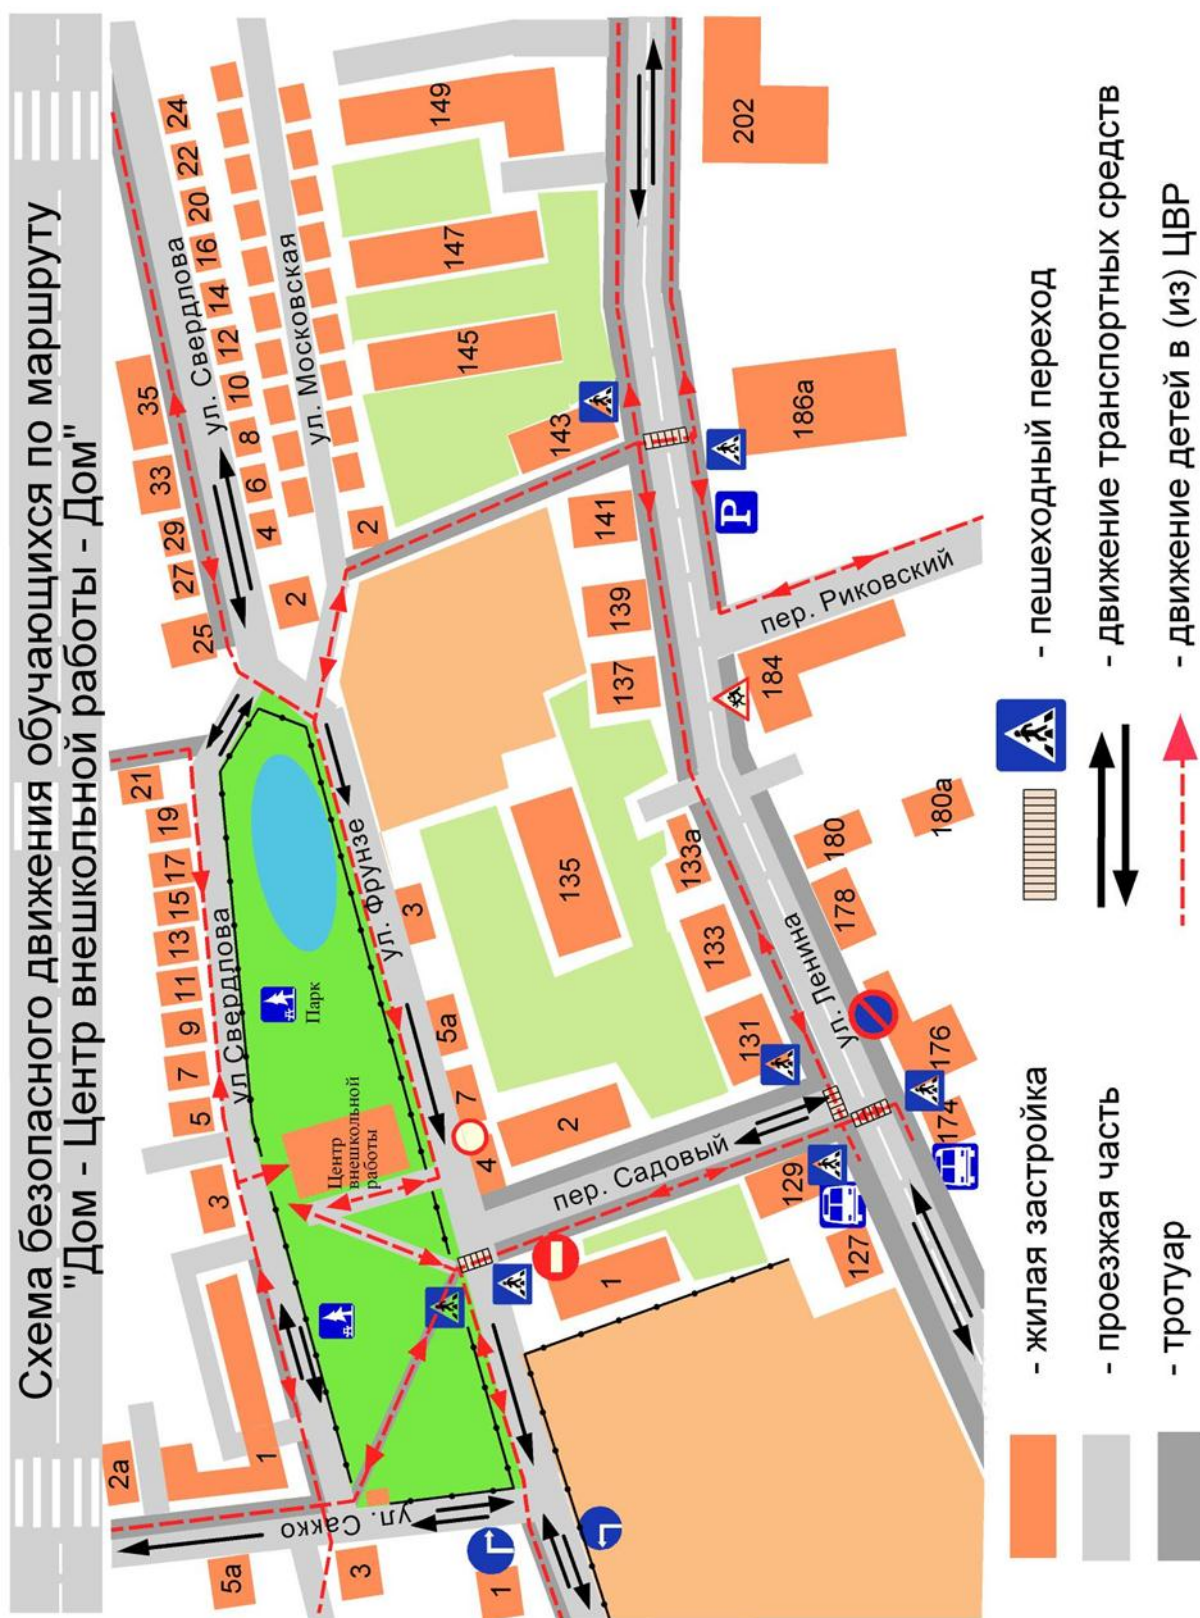 Схема безопасного движения обучающихся по маршруту
"Дом - Центр внешкольной работы - Дом"
2а
1
3
5
7
9
11
13
15
17
19
21
25
27
29
33
35
ул. Свердлова
24
22
20
16
14
12
10
8
6
4
2
ул. Московская
2
ул Свердлова
Парк
Центр
внешкольной
работы
ул. Сакко
5а
3
1
ул. Фрунзе
3
5а
7
4
2
пер. Садовый
1
127
129
131
133
133а
135
137
139
141
143
145
147
149
ул. Ленина
174
176
178
180
180а
184
пер. Риковский
P
186а
202
- жилая застройка
- проезжая часть
- тротуар
- пешеходный переход
- движение транспортных средств
- движение детей в (из) ЦВР